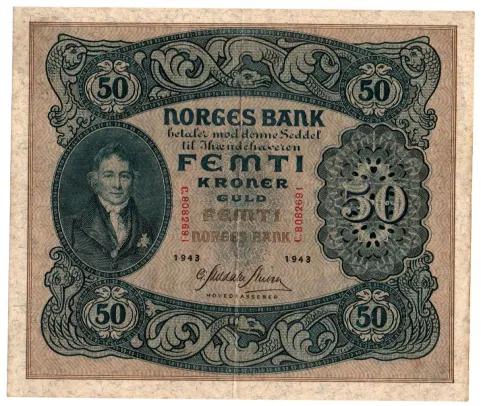 50 50
NORGES BANK
betaler mod denne Seddel
til Ihændehaveren
FEMTI
KRONER
GULD
FEMTI
NORGES BANK
C.8082691
C.8082691
50
1943 1943
HOVEDKASSERER
50 50